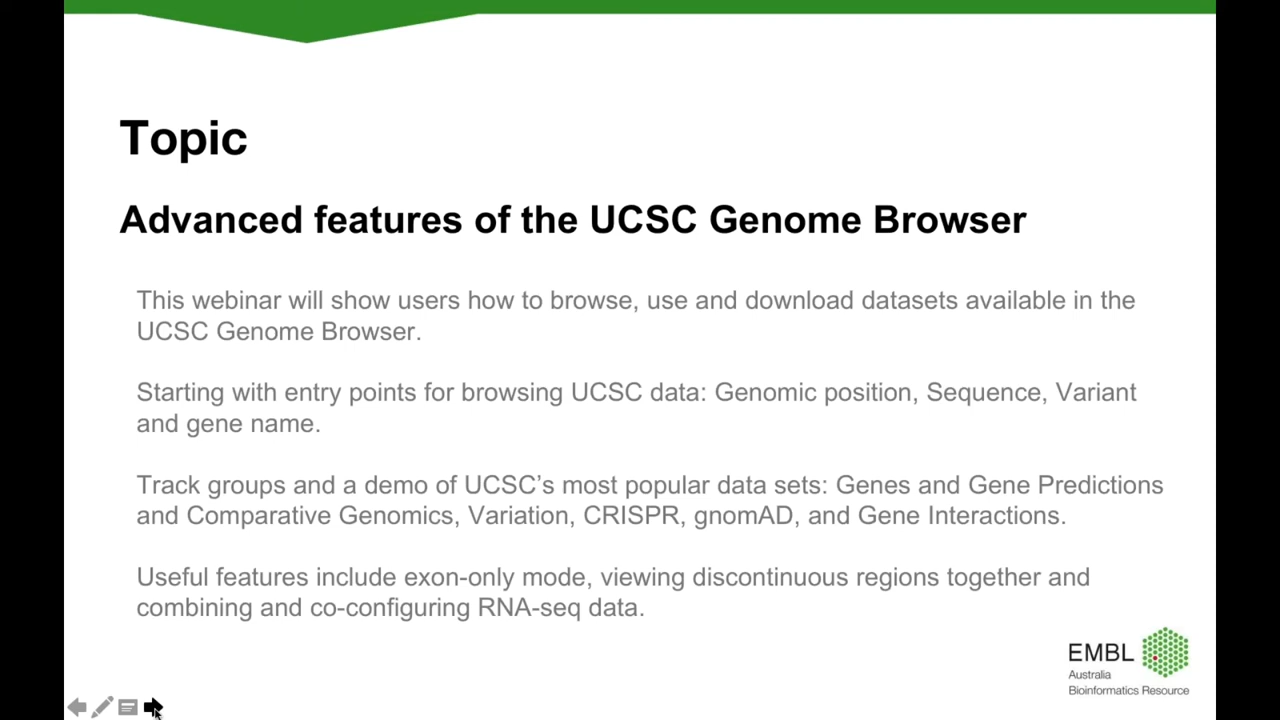 Topic
Advanced features of the UCSC Genome Browser
This webinar will show users how to browse, use and download datasets available in the
UCSC Genome Browser.
Starting with entry points for browsing UCSC data: Genomic position, Sequence, Variant
and gene name.
Track groups and a demo of UCSC’s most popular data sets: Genes and Gene Predictions
and Comparative Genomics, Variation, CRISPR, gnomAD, and Gene Interactions.
Useful features include exon-only mode, viewing discontinuous regions together and
combining and co-configuring RNA-seq data.
EMBL
Australia
Bioinformatics Resource